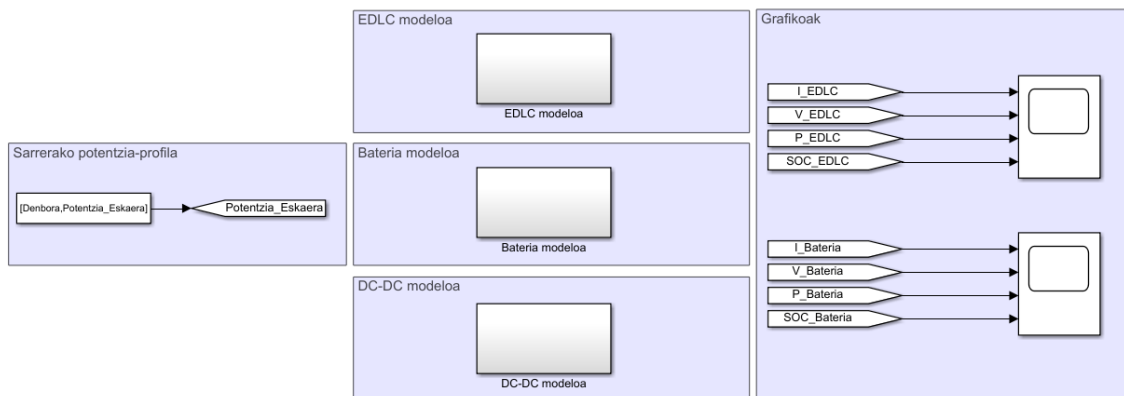 Sarrerako potentzia-profila
[Denbora,Potentzia_Eskaera]
Potentzia_Eskaera
EDLC modeloa
EDLC modeloa
Bateria modeloa
Bateria modeloa
DC-DC modeloa
DC-DC modeloa
Grafikoak
I_EDLC
V_EDLC
P_EDLC
SOC_EDLC
I_Bateria
V_Bateria
P_Bateria
SOC_Bateria